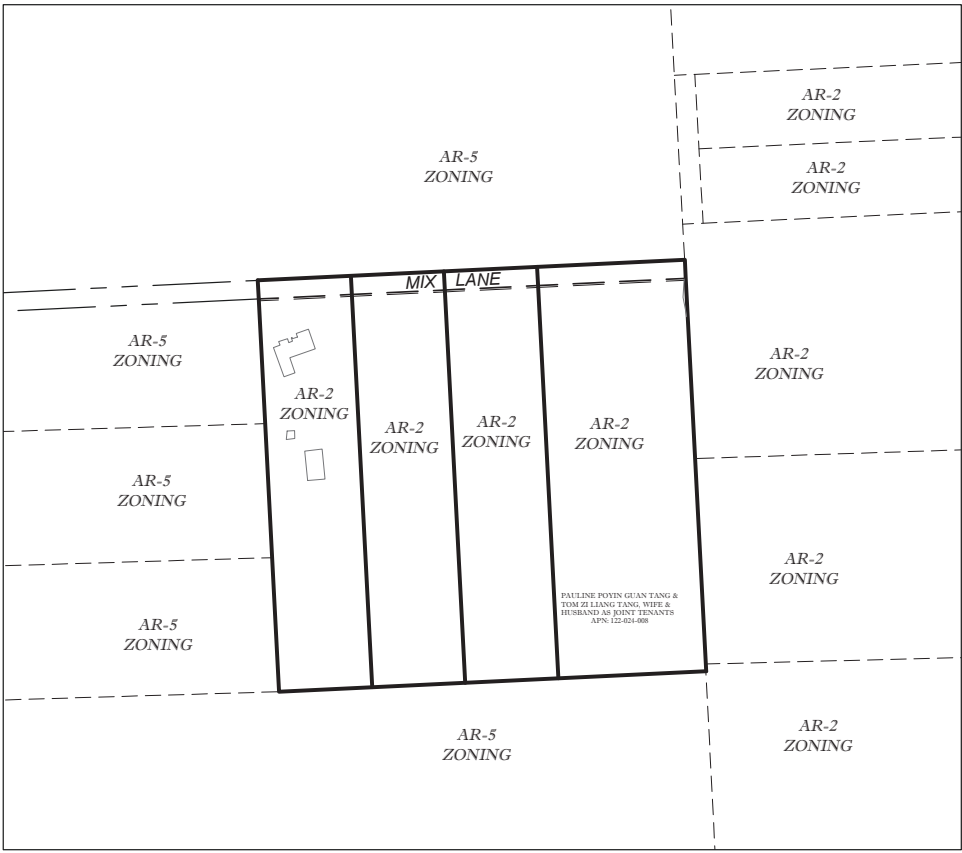 AR-2
ZONING
AR-5
ZONING
AR-2
ZONING
MIX LANE
AR-5
ZONING
AR-2
ZONING
AR-2
ZONING
AR-2
ZONING
AR-2
ZONING
AR-2
ZONING
AR-5
ZONING
AR-2
ZONING
PAULINE POYIN GUAN TANG &
TOM ZI LIANG TANG, WIFE &
HUSBAND AS JOINT TENANTS
APN: 122-024-008
AR-5
ZONING
AR-5
ZONING
AR-2
ZONING